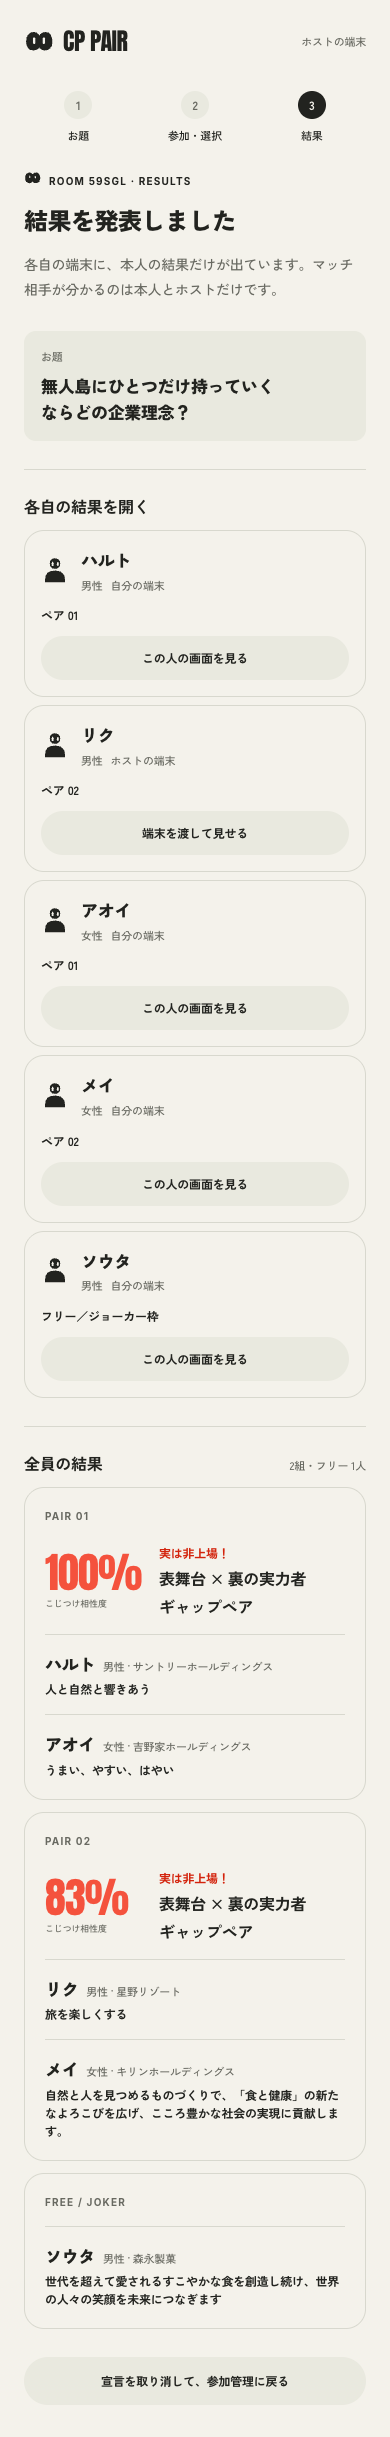 CP PAIR
ホストの端末
1
2
3
お題
参加・選択
結果
ROOM 59SGL · RESULTS
結果を発表しました
各自の端末に、本人の結果だけが出ています。マッチ
相手が分かるのは本人とホストだけです。
お題
無人島にひとつだけ持っていく
ならどの企業理念？
各自の結果を開く
ハルト
男性 自分の端末
ペア 01
この人の画面を見る
リク
男性 ホストの端末
ペア 02
端末を渡して見せる
アオイ
女性 自分の端末
ペア 01
この人の画面を見る
メイ
女性 自分の端末
ペア 02
この人の画面を見る
ソウタ
男性 自分の端末
フリー／ジョーカー枠
この人の画面を見る
全員の結果
2組・フリー 1人
PAIR 01
100%
こじつけ相性度
実は非上場！
表舞台 × 裏の実力者
ギャップペア
ハルト 男性 · サントリーホールディングス
人と自然と響きあう
アオイ 女性 · 吉野家ホールディングス
うまい、やすい、はやい
PAIR 02
83%
こじつけ相性度
実は非上場！
表舞台 × 裏の実力者
ギャップペア
リク 男性 · 星野リゾート
旅を楽しくする
メイ 女性 · キリンホールディングス
自然と人を見つめるものづくりで、「食と健康」の新た
なよろこびを広げ、こころ豊かな社会の実現に貢献しま
す。
FREE / JOKER
ソウタ 男性 · 森永製菓
世代を超えて愛されるすこやかな食を創造し続け、世界
の人々の笑顔を未来につなぎます
宣言を取り消して、参加管理に戻る